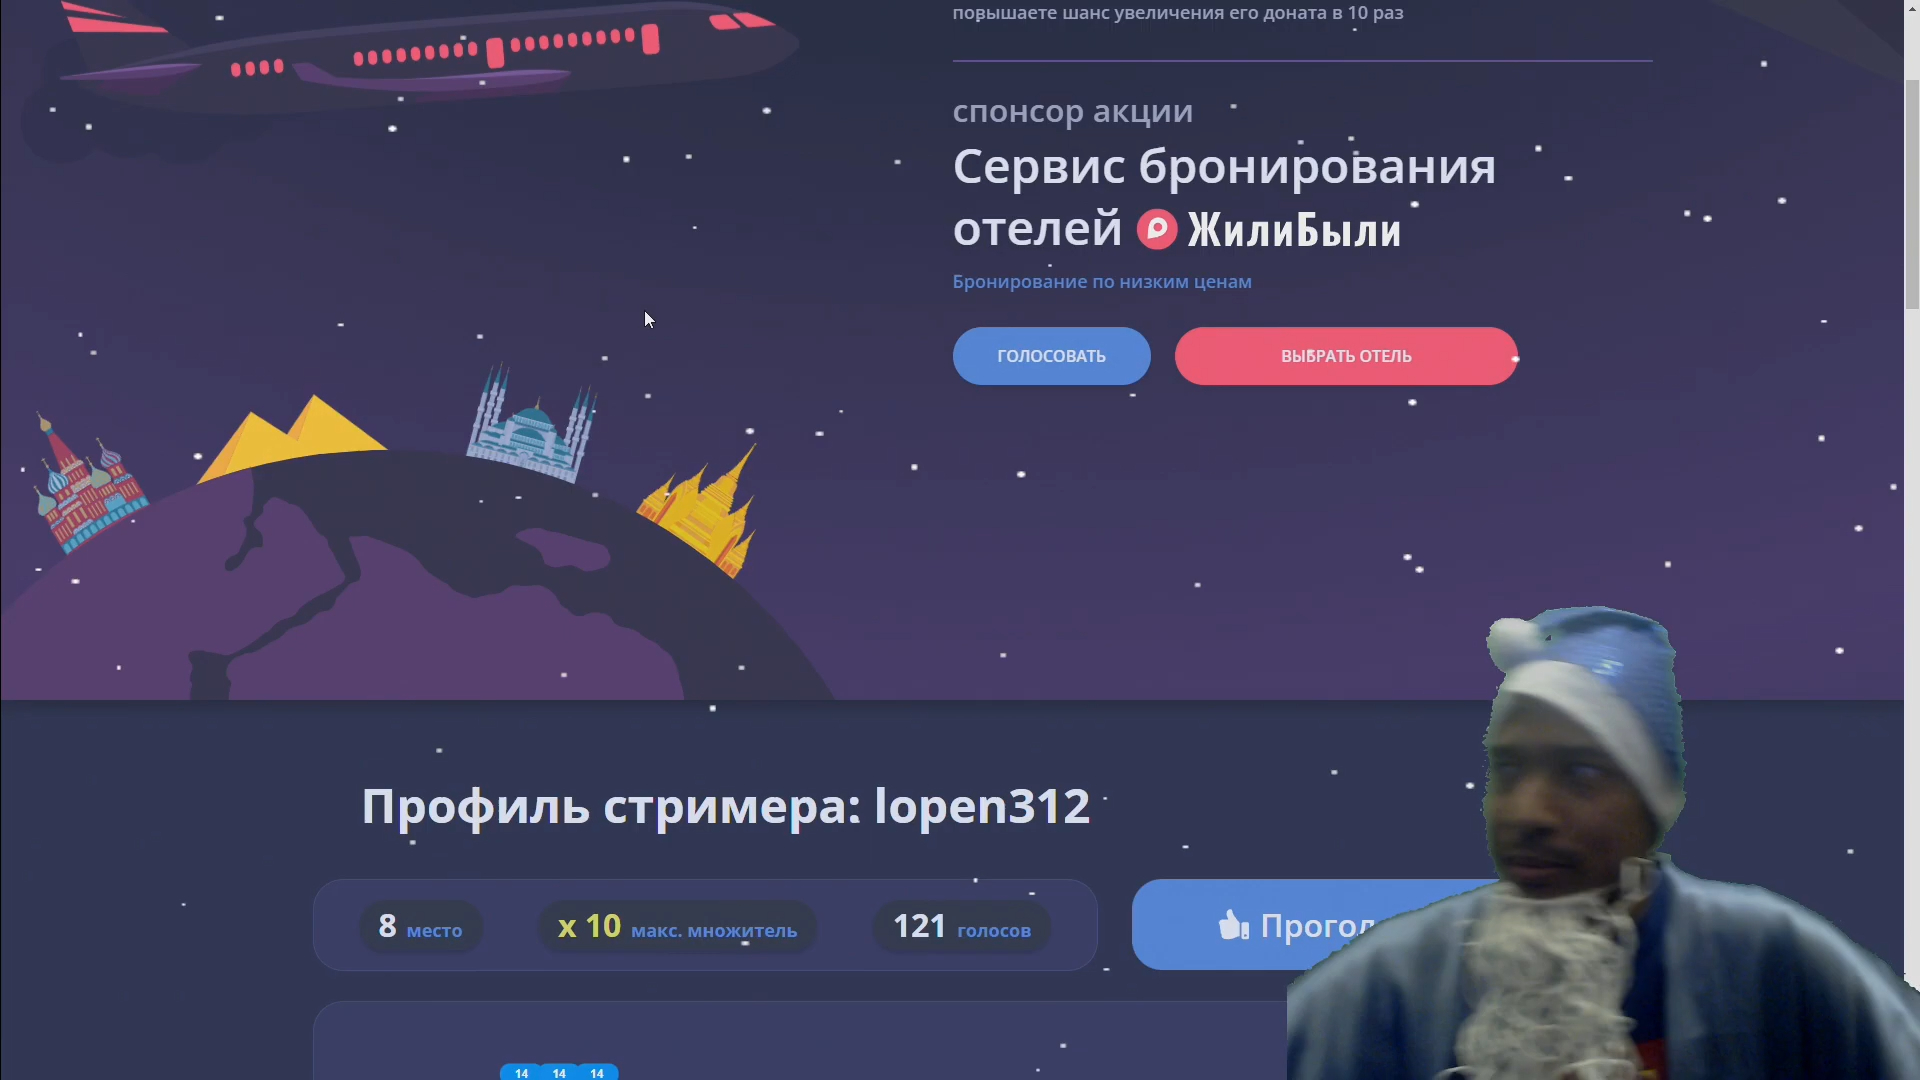 повышаете шанс увеличения его доната в 10 раз
спонсор акции
Сервис бронирования
отелей ЖилиБыли
Бронирование по низким ценам
ГОЛОСОВАТЬ
ВЫБРАТЬ ОТЕЛЬ
Профиль стримера: lopen312
8 место
x 10 макс. множитель
121 голосов
14 14 14